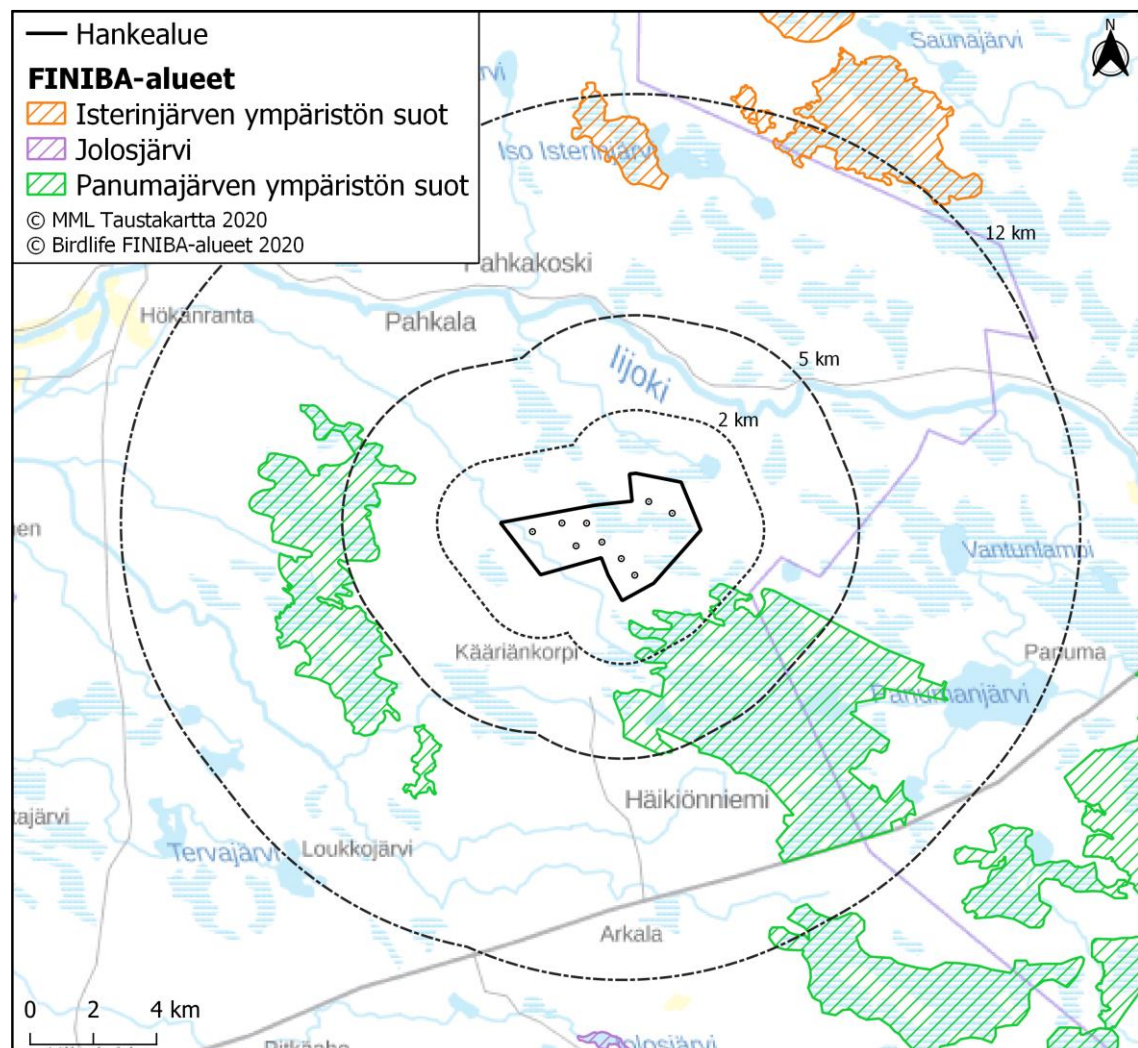 Hankealue
FINIBA-alueet
Isterinjärven ympäristön suot
Jolosjärvi
Panumajärven ympäristön suot
© MML Taustakartta 2020
© Birdlife FINIBA-alueet 2020
N
Saunajärvi
Iso Isterinjärvi
12 km
Pahkakoski
Hökänranta
Pahkala
Iijoki
5 km
2 km
Vantunlampi
Kääriänkorpi
Panuma
Panumanjärvi
Häikiönniemi
Tervajärvi
Loukkojärvi
Arkala
0 2 4 km
Jolosjärvi